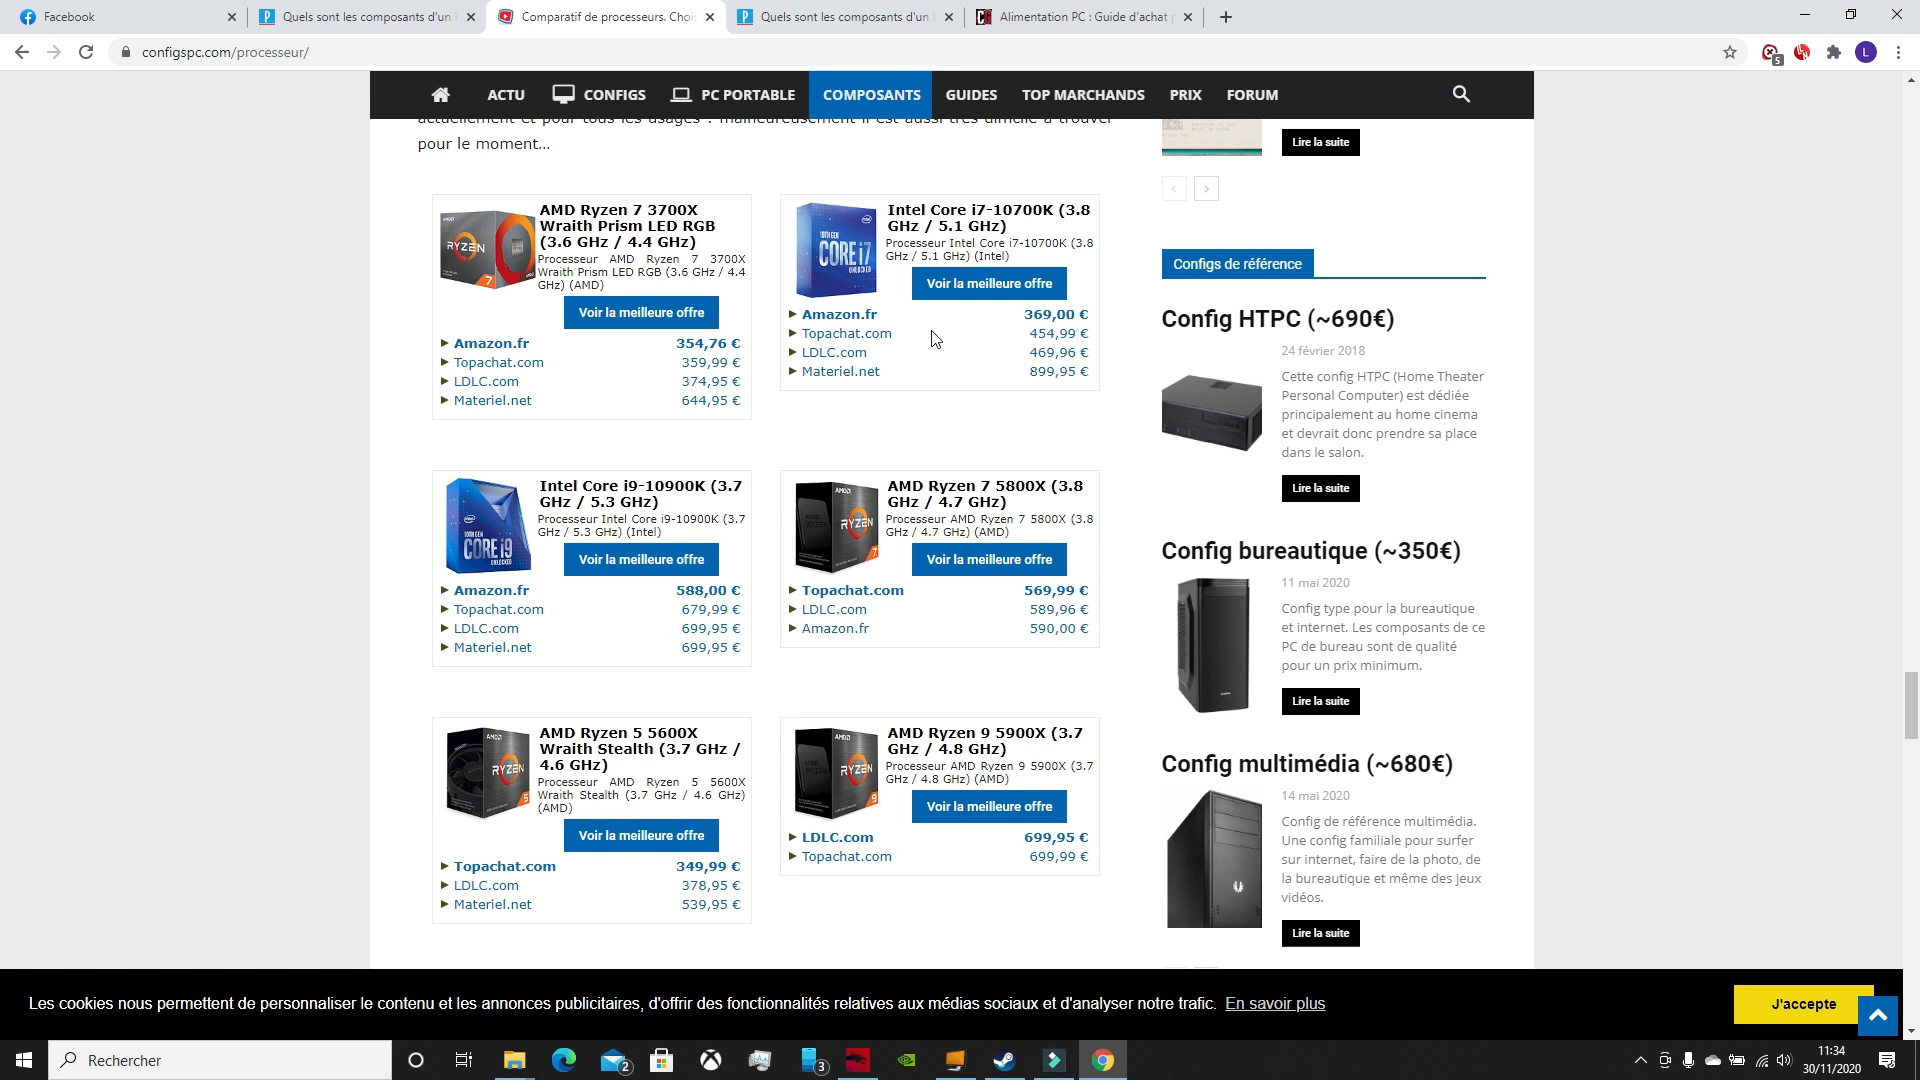 Facebook
Quels sont les composants d'un
Comparatif de processeurs. Choi
Quels sont les composants d'un
Alimentation PC : Guide d'achat
configspc.com/processeur/
5
L
ACTU
CONFIGS
PC PORTABLE
COMPOSANTS
GUIDES
TOP MARCHANDS
PRIX
FORUM
actuellement et pour tous les usages ! malheureusement il est aussi très difficile à trouver
pour le moment...
Lire la suite
AMD Ryzen 7 3700X
Wraith Prism LED RGB
(3.6 GHz / 4.4 GHz)
Processeur AMD Ryzen 7 3700X
Wraith Prism LED RGB (3.6 GHz / 4.4
GHz) (AMD)
Voir la meilleure offre
Amazon.fr 354,76 €
Topachat.com 359,99 €
LDLC.com 374,95 €
Materiel.net 644,95 €
Intel Core i7-10700K (3.8
GHz / 5.1 GHz)
Processeur Intel Core i7-10700K (3.8
GHz / 5.1 GHz) (Intel)
Voir la meilleure offre
Amazon.fr 369,00 €
Topachat.com 454,99 €
LDLC.com 469,96 €
Materiel.net 899,95 €
Intel Core i9-10900K (3.7
GHz / 5.3 GHz)
Processeur Intel Core i9-10900K (3.7
GHz / 5.3 GHz) (Intel)
Voir la meilleure offre
Amazon.fr 588,00 €
Topachat.com 679,99 €
LDLC.com 699,95 €
Materiel.net 699,95 €
AMD Ryzen 7 5800X (3.8
GHz / 4.7 GHz)
Processeur AMD Ryzen 7 5800X (3.8
GHz / 4.7 GHz) (AMD)
Voir la meilleure offre
Topachat.com 569,99 €
LDLC.com 589,96 €
Amazon.fr 590,00 €
AMD Ryzen 5 5600X
Wraith Stealth (3.7 GHz /
4.6 GHz)
Processeur AMD Ryzen 5 5600X
Wraith Stealth (3.7 GHz / 4.6 GHz)
(AMD)
Voir la meilleure offre
Topachat.com 349,99 €
LDLC.com 378,95 €
Materiel.net 539,95 €
AMD Ryzen 9 5900X (3.7
GHz / 4.8 GHz)
Processeur AMD Ryzen 9 5900X (3.7
GHz / 4.8 GHz) (AMD)
Voir la meilleure offre
LDLC.com 699,95 €
Topachat.com 699,99 €
Configs de référence
Config HTPC (~690€)
24 février 2018
Cette config HTPC (Home Theater
Personal Computer) est dédiée
principalement au home cinema
et devrait donc prendre sa place
dans le salon.
Lire la suite
Config bureautique (~350€)
11 mai 2020
Config type pour la bureautique
et internet. Les composants de ce
PC de bureau sont de qualité
pour un prix minimum.
Lire la suite
Config multimédia (~680€)
14 mai 2020
Config de référence multimédia.
Une config familiale pour surfer
sur internet, faire de la photo, de
la bureautique et même des jeux
vidéos.
Lire la suite
Les cookies nous permettent de personnaliser le contenu et les annonces publicitaires, d'offrir des fonctionnalités relatives aux médias sociaux et d'analyser notre trafic. En savoir plus
J'accepte
Rechercher
2
3
11:34
30/11/2020